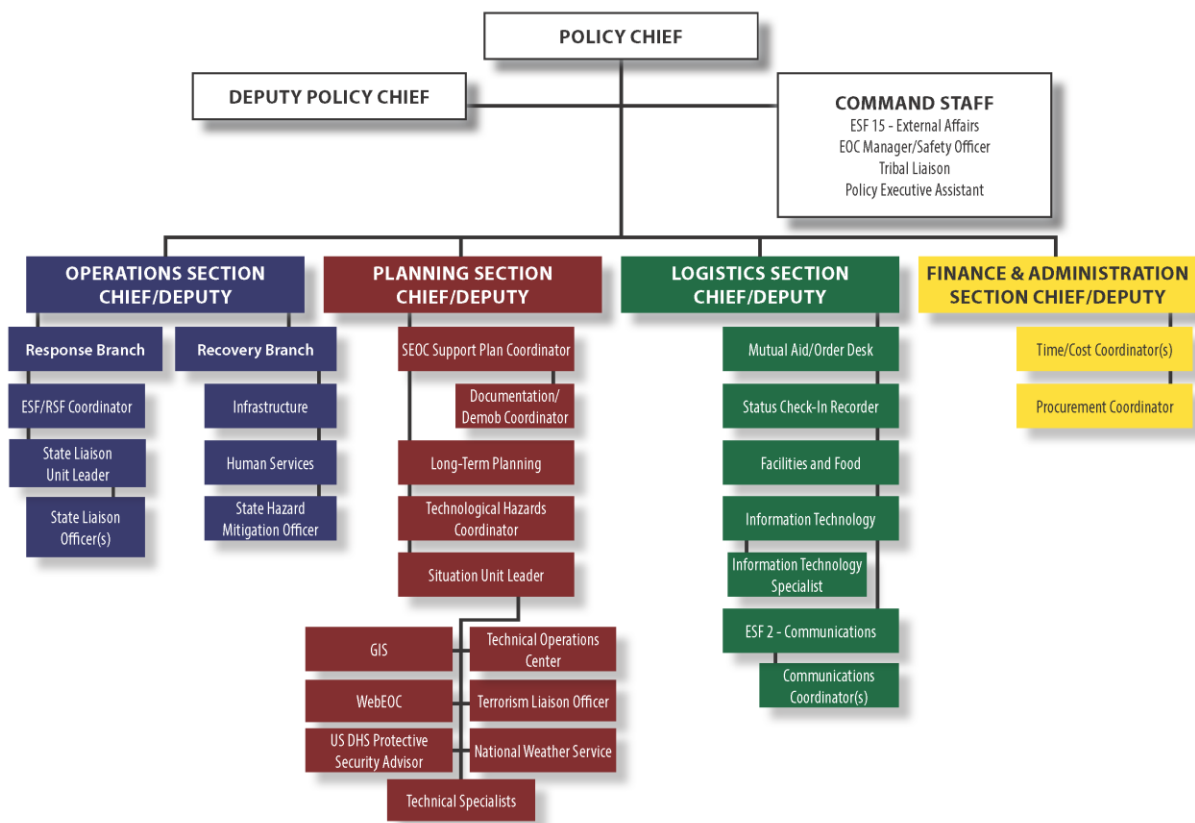 POLICY CHIEF
DEPUTY POLICY CHIEF
COMMAND STAFF
ESF 15 - External Affairs
EOC Manager/Safety Officer
Tribal Liaison
Policy Executive Assistant
OPERATIONS SECTION
CHIEF/DEPUTY
PLANNING SECTION
CHIEF/DEPUTY
LOGISTICS SECTION
CHIEF/DEPUTY
FINANCE & ADMINISTRATION
SECTION CHIEF/DEPUTY
Response Branch
ESF/RSF Coordinator
State Liaison
Unit Leader
State Liaison
Officer(s)
Recovery Branch
Infrastructure
Human Services
State Hazard
Mitigation Officer
SEOC Support Plan Coordinator
Documentation/
Demob Coordinator
Long-Term Planning
Technological Hazards
Coordinator
Situation Unit Leader
GIS
Technical Operations
Center
WebEOC
Terrorism Liaison Officer
US DHS Protective
Security Advisor
National Weather Service
Technical Specialists
Mutual Aid/Order Desk
Status Check-In Recorder
Facilities and Food
Information Technology
Information Technology
Specialist
ESF 2 - Communications
Communications
Coordinator(s)
Time/Cost Coordinator(s)
Procurement Coordinator